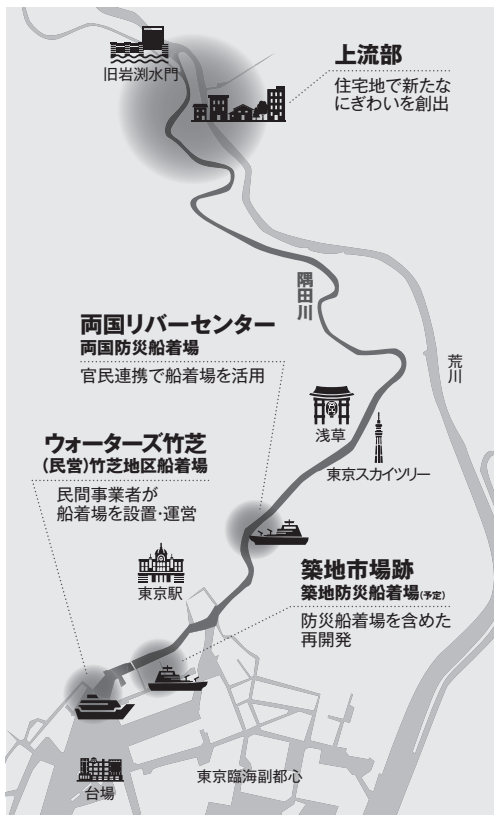 旧岩渕水門
上流部
住宅地で新たな
にぎわいを創出
隅田川
荒川
両国リバーセンター
両国防災船着場
官民連携で船着場を活用
浅草
東京スカイツリー
ウォーターズ竹芝
(民営)竹芝地区船着場
民間事業者が
船着場を設置・運営
東京駅
築地市場跡
築地防災船着場(予定)
防災船着場を含めた
再開発
台場
東京臨海副都心